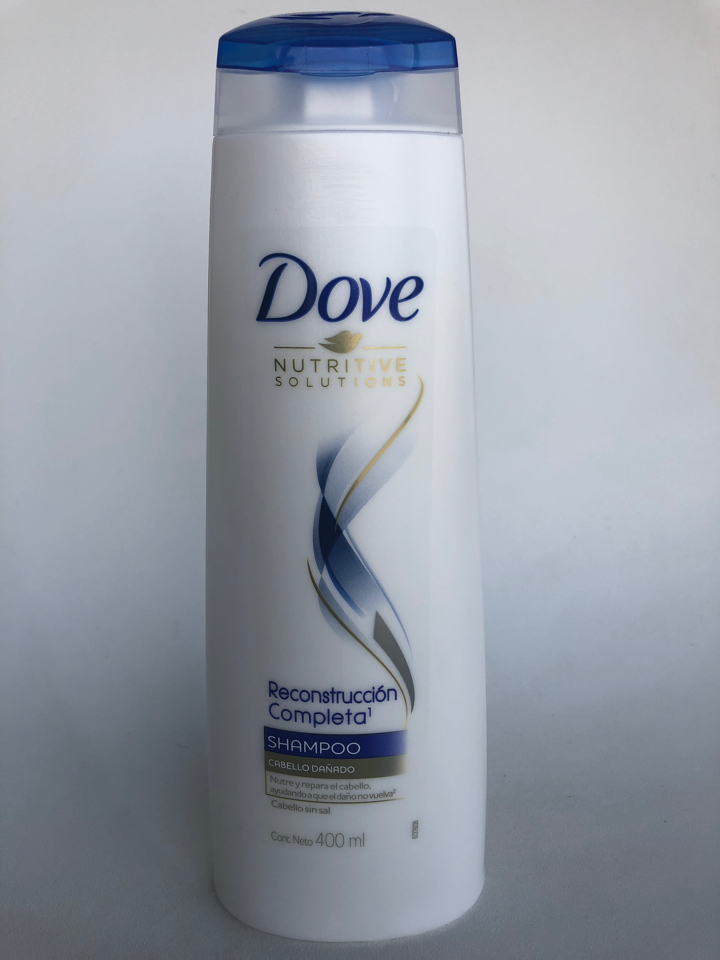 Dove
NUTRITIVE
SOLUTIONS
Reconstrucción
Completa¹
SHAMPOO
CABELLO DAÑADO
Nutre y repara el cabello,
ayudando a que el daño no vuelva²
Cabello sin sal
Cont. Neto 400 ml